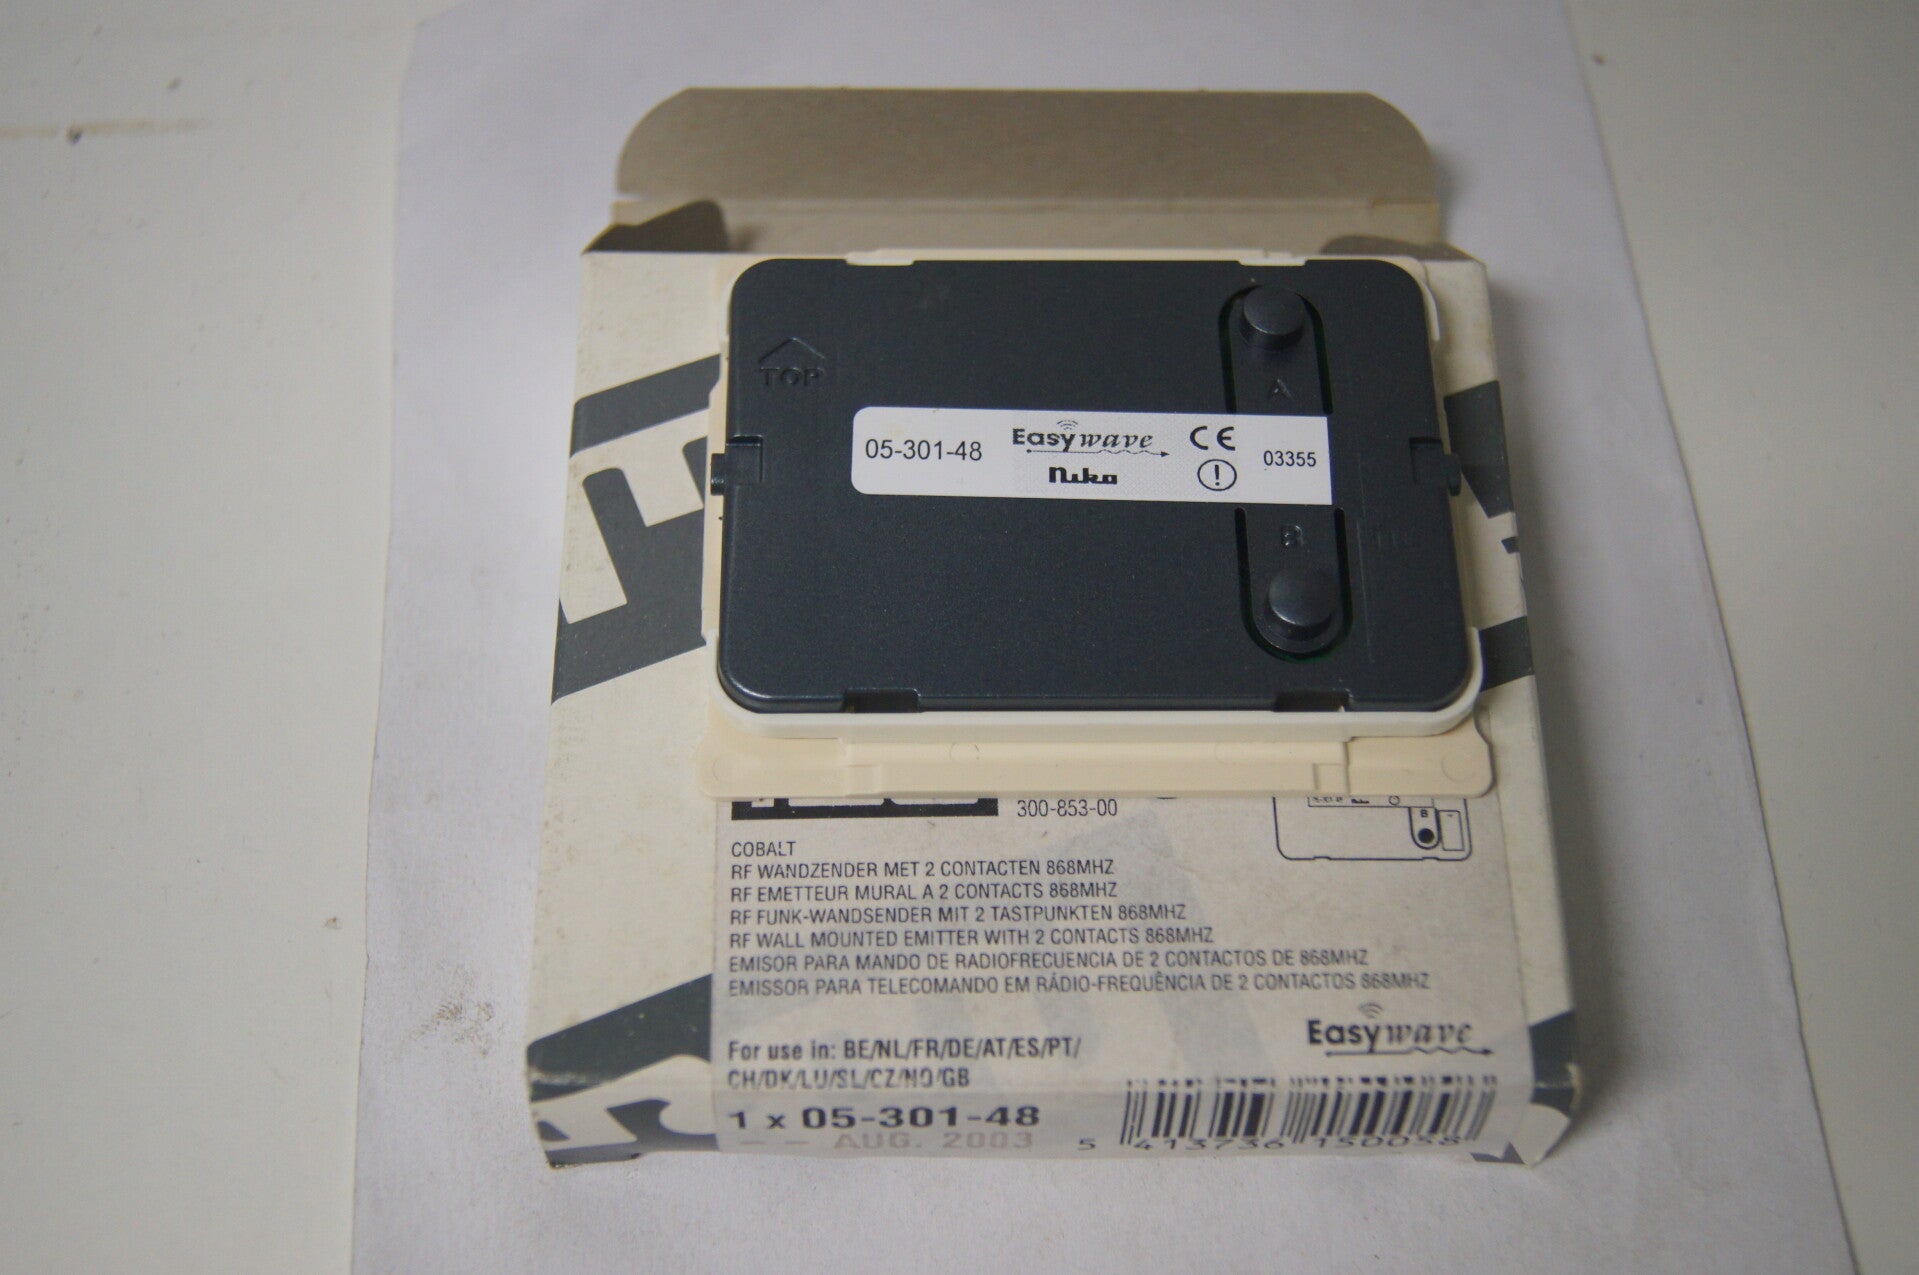 TOP
A
05-301-48 Easywave CE 03355
Niko
B
300-853-00
B
COBALT
RF WANDZENDER MET 2 CONTACTEN 868MHZ
RF EMETTEUR MURAL A 2 CONTACTS 868MHZ
RF FUNK-WANDSENDER MIT 2 TASTPUNKTEN 868MHZ
RF WALL MOUNTED EMITTER WITH 2 CONTACTS 868MHZ
EMISOR PARA MANDO DE RADIOFRECUENCIA DE 2 CONTACTOS DE 868MHZ
EMISSOR PARA TELECOMANDO EM RÁDIO-FREQUÊNCIA DE 2 CONTACTOS 868MHZ
Easywave
For use in: BE/NL/FR/DE/AT/ES/PT/
CH/DK/LU/SL/CZ/NO/GB
1 x 05-301-48
AUG. 2003
5 413736 150058